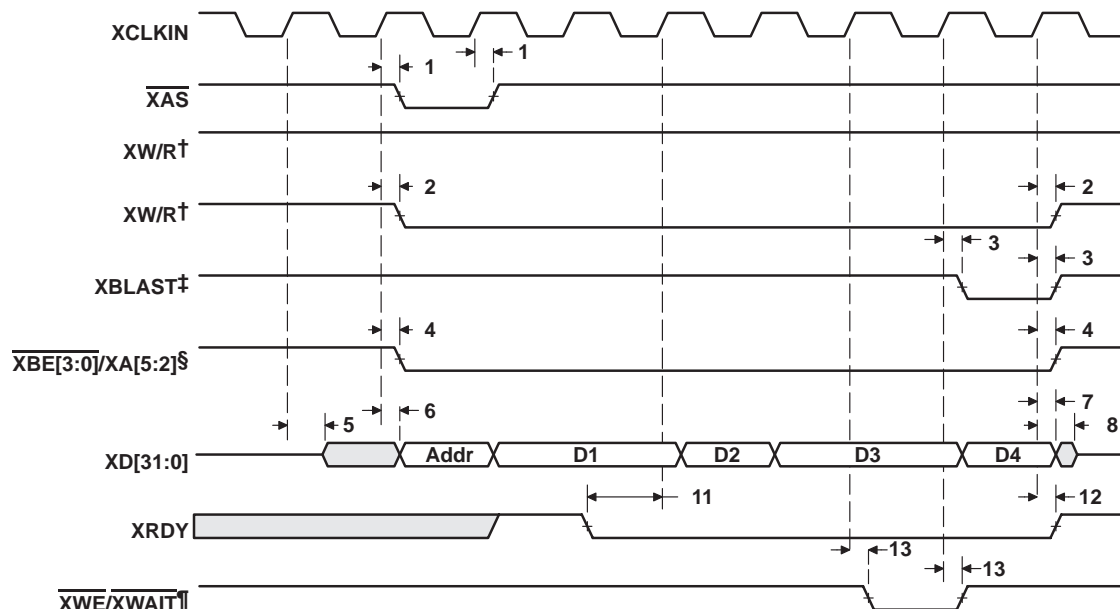 XCLKIN
1
1
XAS
XW/R†
2
2
XW/R†
3
3
XBLAST‡
4
4
XBE[3:0]/XA[5:2]§
6
7
5
8
XD[31:0]
Addr
D1
D2
D3
D4
11
12
XRDY
13
13
XWE/XWAIT¶